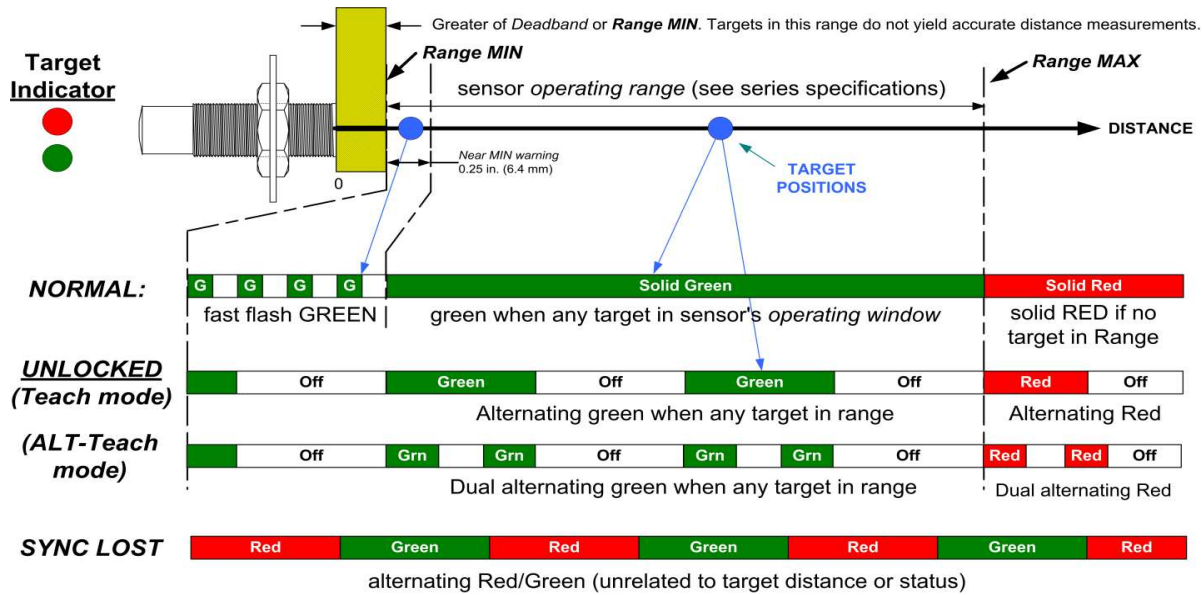 Greater of Deadband or Range MIN. Targets in this range do not yield accurate distance measurements.
Target
Indicator
Range MIN
Range MAX
sensor operating range (see series specifications)
DISTANCE
Near MIN warning
0.25 in. (6.4 mm)
0
TARGET
POSITIONS
NORMAL:
G G G G Solid Green Solid Red
fast flash GREEN
green when any target in sensor's operating window
solid RED if no
target in Range
UNLOCKED
(Teach mode)
Off Green Off Green Off Red Off
Alternating green when any target in range
Alternating Red
(ALT-Teach
mode)
Off Grn Grn Off Grn Grn Off Red Red Off
Dual alternating green when any target in range
Dual alternating Red
SYNC LOST
Red Green Red Green Red Green Red
alternating Red/Green (unrelated to target distance or status)